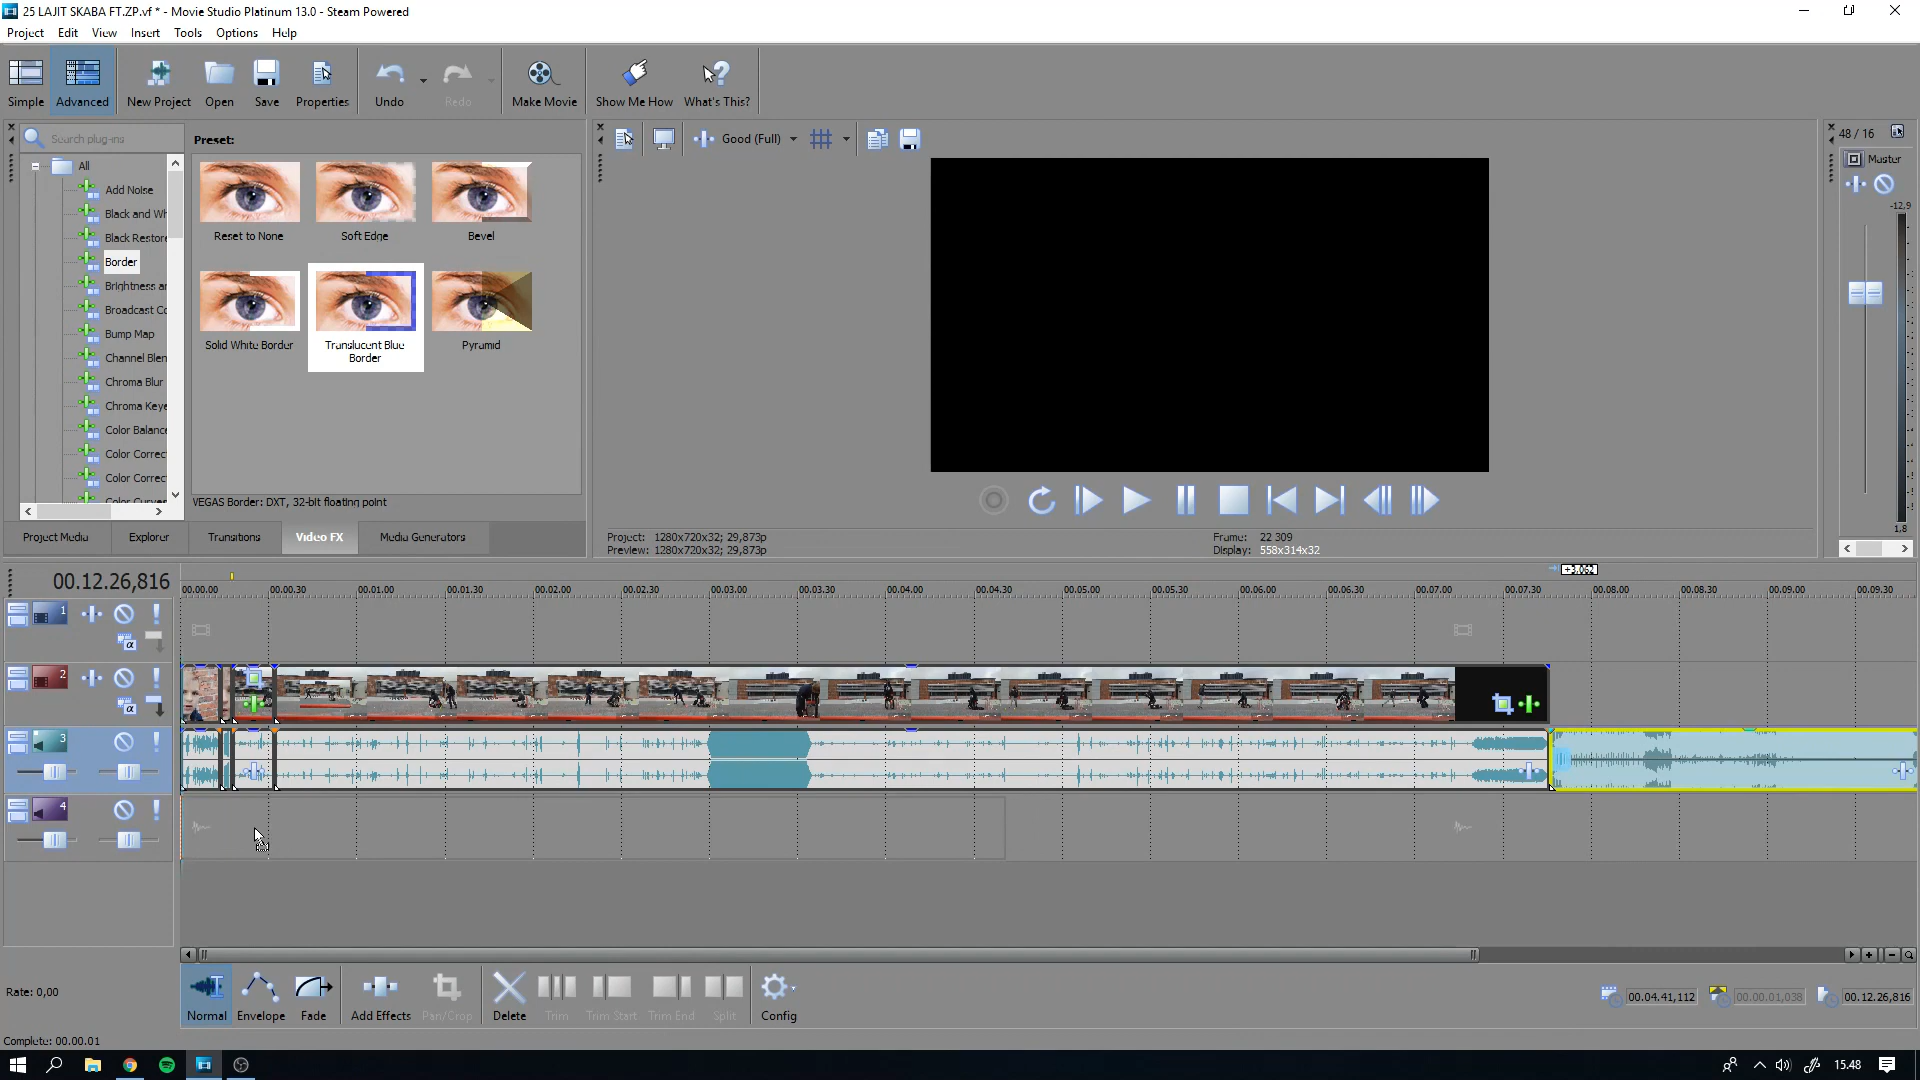 25 LAJIT SKABA FT.ZP.vf * - Movie Studio Platinum 13.0 - Steam Powered
Project Edit View Insert Tools Options Help
Simple Advanced New Project Open Save Properties Undo Redo Make Movie Show Me How What's This?
Search plug-ins
All
Add Noise
Black and Wh
Black Restore
Border
Brightness an
Broadcast Co
Bump Map
Channel Blen
Chroma Blur
Chroma Keye
Color Balance
Color Correc
Color Correc
Color Curves
Preset:
Reset to None Soft Edge Bevel
Solid White Border Translucent Blue Border Pyramid
VEGAS Border: DXT, 32-bit floating point
Project Media Explorer Transitions Video FX Media Generators
Good (Full)
Project: 1280x720x32; 29,873p
Preview: 1280x720x32; 29,873p
Frame: 22 309
Display: 558x314x32
48 / 16
Master
-12,9
1,8
+3.062
00.12.26,816
00.00.00 00.00.30 00.01.00 00.01.30 00.02.00 00.02.30 00.03.00 00.03.30 00.04.00 00.04.30 00.05.00 00.05.30 00.06.00 00.06.30 00.07.00 00.07.30 00.08.00 00.08.30 00.09.00 00.09.30
1
2
3
4
Rate: 0,00
Normal Envelope Fade Add Effects Pan/Crop Delete Trim Trim Start Trim End Split Config
00.04.41,112 00.00.01,038 00.12.26,816
Complete: 00.00.01
15.48